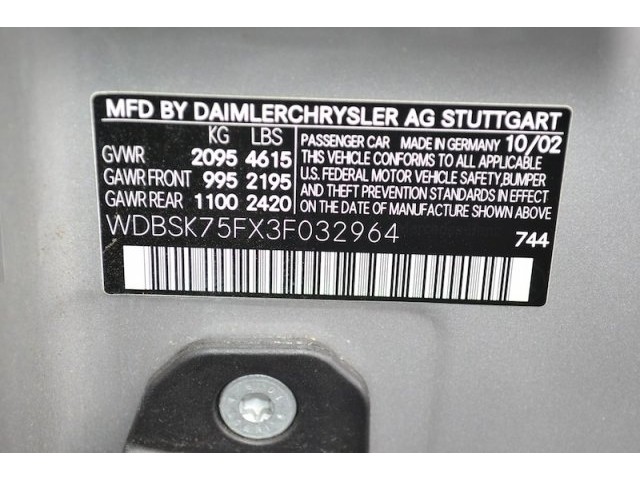 MFD BY DAIMLERCHRYSLER AG STUTTGART
KG LBS
GVWR 2095 4615
GAWR FRONT 995 2195
GAWR REAR 1100 2420
PASSENGER CAR MADE IN GERMANY 10/02
THIS VEHICLE CONFORMS TO ALL APPLICABLE
U.S. FEDERAL MOTOR VEHICLE SAFETY,BUMPER
AND THEFT PREVENTION STANDARDS IN EFFECT
ON THE DATE OF MANUFACTURE SHOWN ABOVE
WDBSK75FX3F032964
744